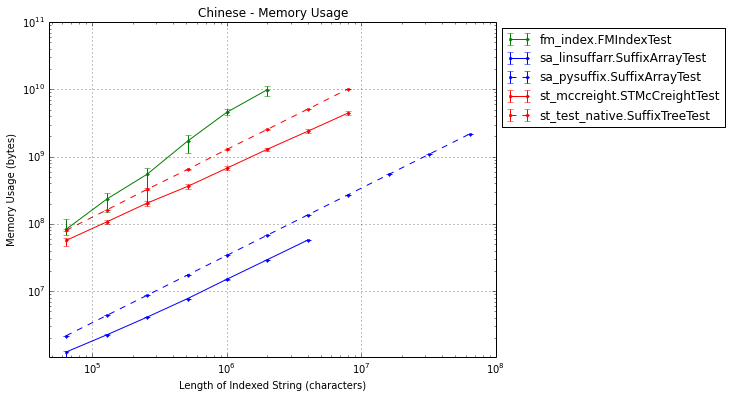 Chinese - Memory Usage
10^11
10^10
10^9
10^8
10^7
Memory Usage (bytes)
10^5
10^6
10^7
10^8
Length of Indexed String (characters)
fm_index.FMIndexTest
sa_linsuffarr.SuffixArrayTest
sa_pysuffix.SuffixArrayTest
st_mccreight.STMcCreightTest
st_test_native.SuffixTreeTest